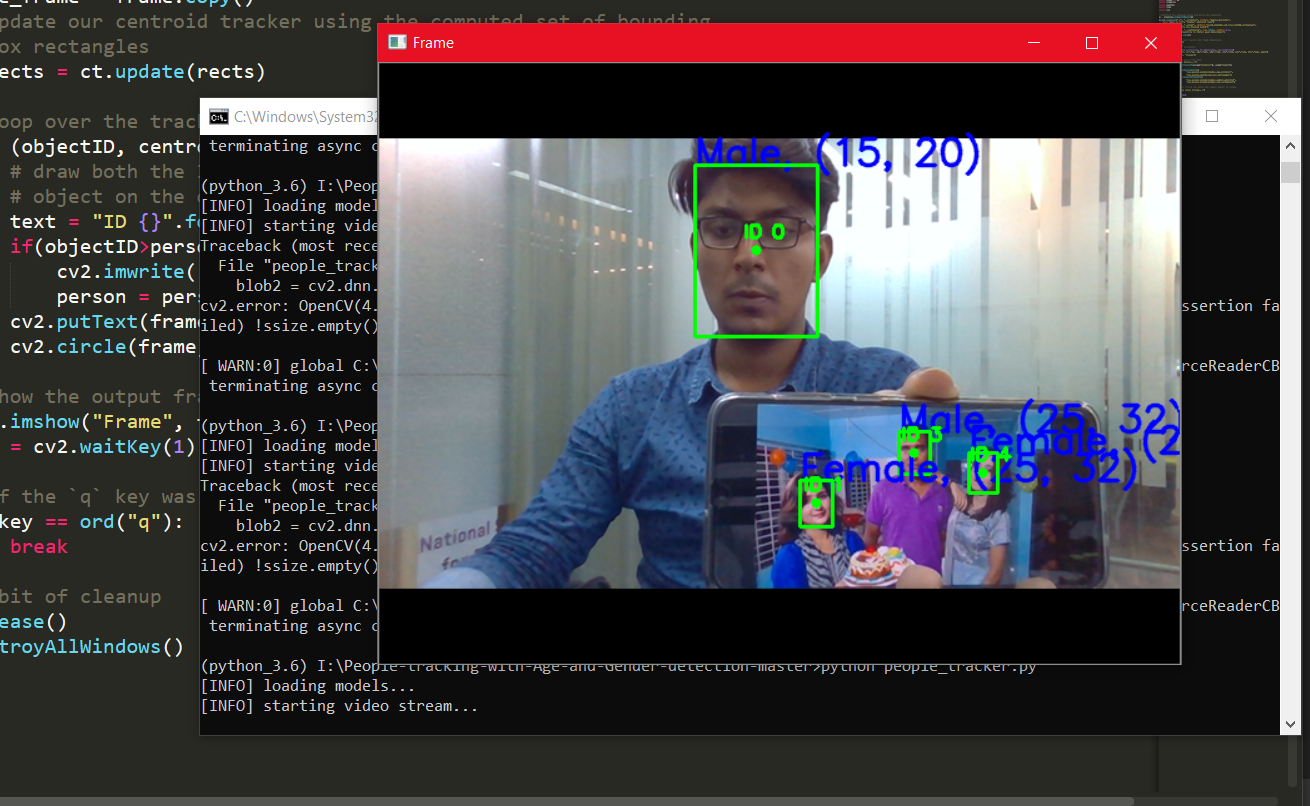 e_frame = frame.copy()
pdate our centroid tracker using the computed set of bounding
ox rectangles
ects = ct.update(rects)
oop over the trac
(objectID, centro
# draw both the
# object on the
text = "ID {}".fo
if(objectID>perso
cv2.imwrite(
person = pers
cv2.putText(frame
cv2.circle(frame
how the output fra
.imshow("Frame",
= cv2.waitKey(1)
f the `q` key was
key == ord("q"):
break
bit of cleanup
ease()
troyAllWindows()
C:\Windows\System32
terminating async c
(python_3.6) I:\Peop
[INFO] loading model
[INFO] starting vide
Traceback (most rece
File "people_track
blob2 = cv2.dnn.
cv2.error: OpenCV(4. ssertion fa
iled) !ssize.empty()
[ WARN:0] global C:\ rceReaderCB
terminating async c
(python_3.6) I:\Peop
[INFO] loading model
[INFO] starting vide
Traceback (most rece
File "people_track
blob2 = cv2.dnn.
cv2.error: OpenCV(4. ssertion fa
iled) !ssize.empty()
[ WARN:0] global C:\ rceReaderCB
terminating async c
(python_3.6) I:\People-tracking-with-Age-and-Gender-detection-master>python people_tracker.py
[INFO] loading models...
[INFO] starting video stream...
Frame
Male, (15, 20)
ID 0
Male, (25, 32)
ID 3
Female, (2
ID 4
Female, (25, 32)
National
fo